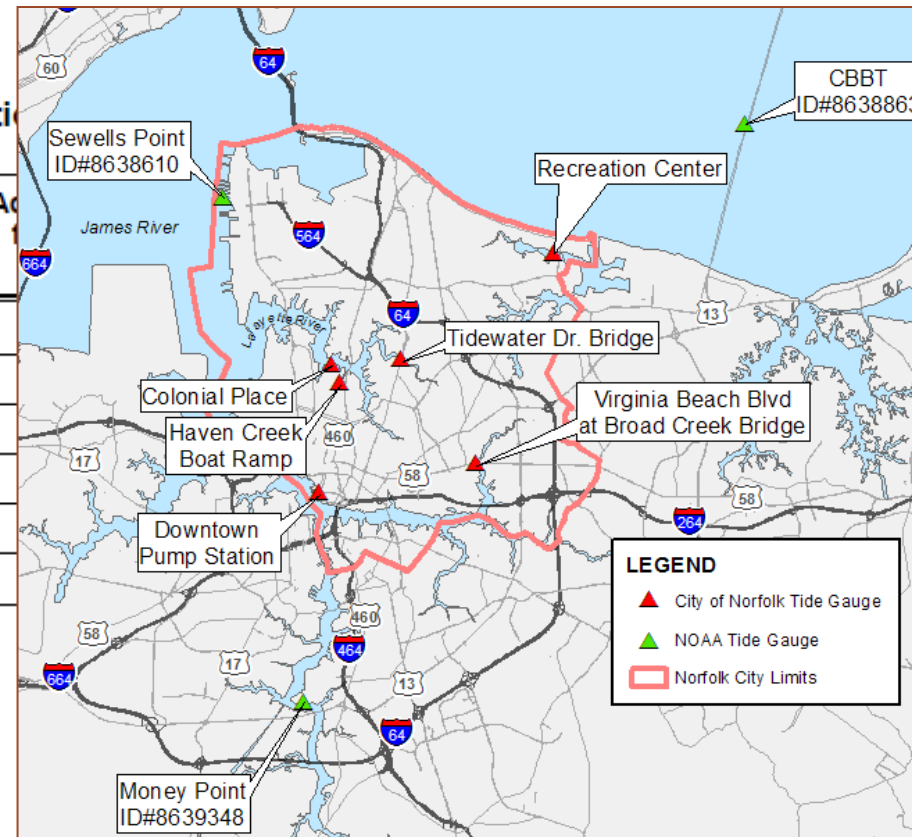 60
64
CBBT
ID#8638863
Sewells Point
ID#8638610
Recreation Center
James River
564
664
64
13
Lafayette River
Tidewater Dr. Bridge
Colonial Place
Virginia Beach Blvd
at Broad Creek Bridge
Haven Creek
Boat Ramp
460
17
58
58
Downtown
Pump Station
264
LEGEND
City of Norfolk Tide Gauge
NOAA Tide Gauge
Norfolk City Limits
460
58
464
17
664
13
64
Money Point
ID#8639348